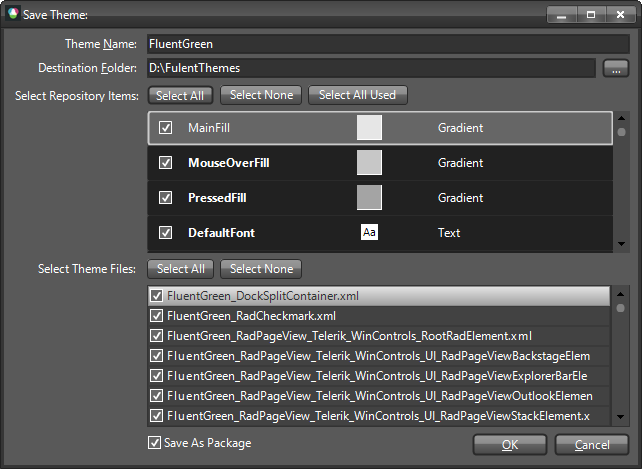 Save Theme:
Theme Name: FluentGreen
Destination Folder: D:\FulentThemes ...
Select Repository Items: Select All Select None Select All Used
MainFill Gradient
MouseOverFill Gradient
PressedFill Gradient
DefaultFont Aa Text
Select Theme Files: Select All Select None
FluentGreen_DockSplitContainer.xml
FluentGreen_RadCheckmark.xml
FluentGreen_RadPageView_Telerik_WinControls_RootRadElement.xml
FluentGreen_RadPageView_Telerik_WinControls_UI_RadPageViewBackstageElem
FluentGreen_RadPageView_Telerik_WinControls_UI_RadPageViewExplorerBarEle
FluentGreen_RadPageView_Telerik_WinControls_UI_RadPageViewOutlookElemen
FluentGreen_RadPageView_Telerik_WinControls_UI_RadPageViewStackElement.x
Save As Package OK Cancel